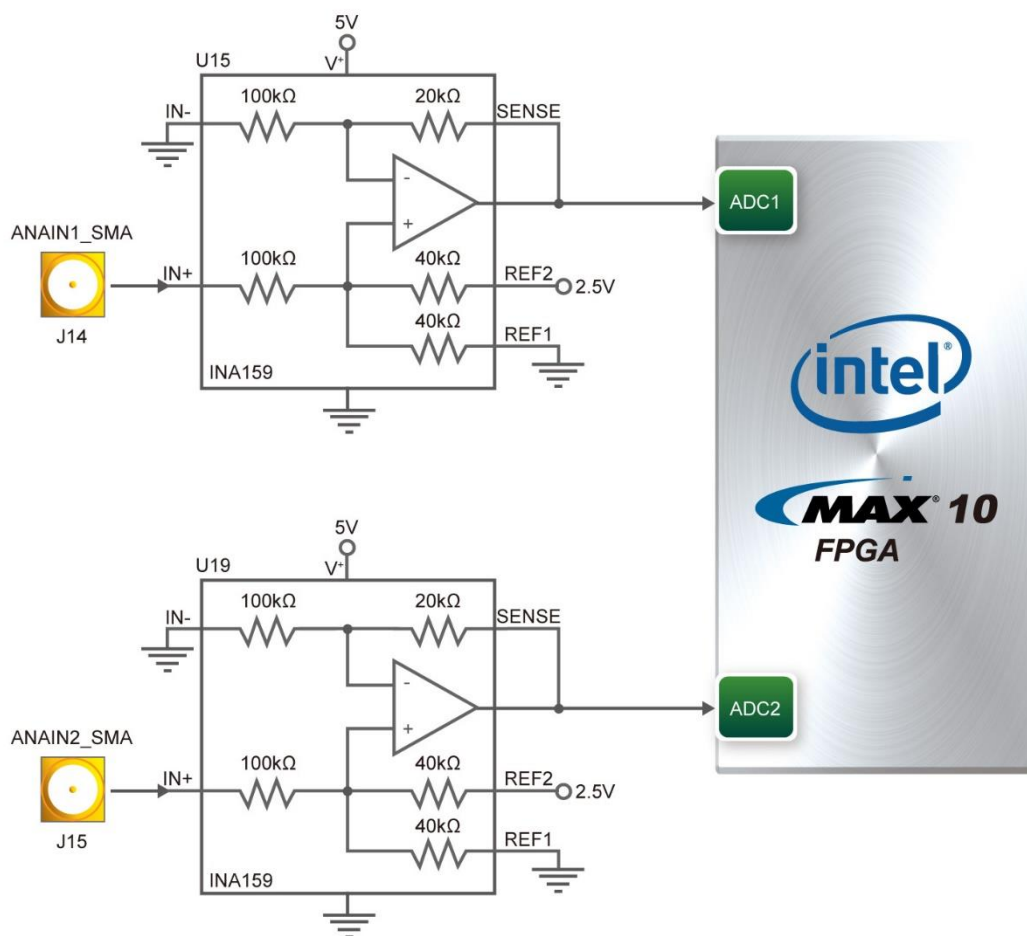 5V
U15
V+
100kΩ
20kΩ
IN-
SENSE
-
ADC1
ANAIN1_SMA
+
100kΩ
40kΩ
IN+
REF2
2.5V
40kΩ
J14
REF1
INA159
intel®
MAX® 10
FPGA
5V
U19
V+
100kΩ
20kΩ
IN-
SENSE
-
ADC2
ANAIN2_SMA
+
100kΩ
40kΩ
IN+
REF2
2.5V
40kΩ
J15
REF1
INA159